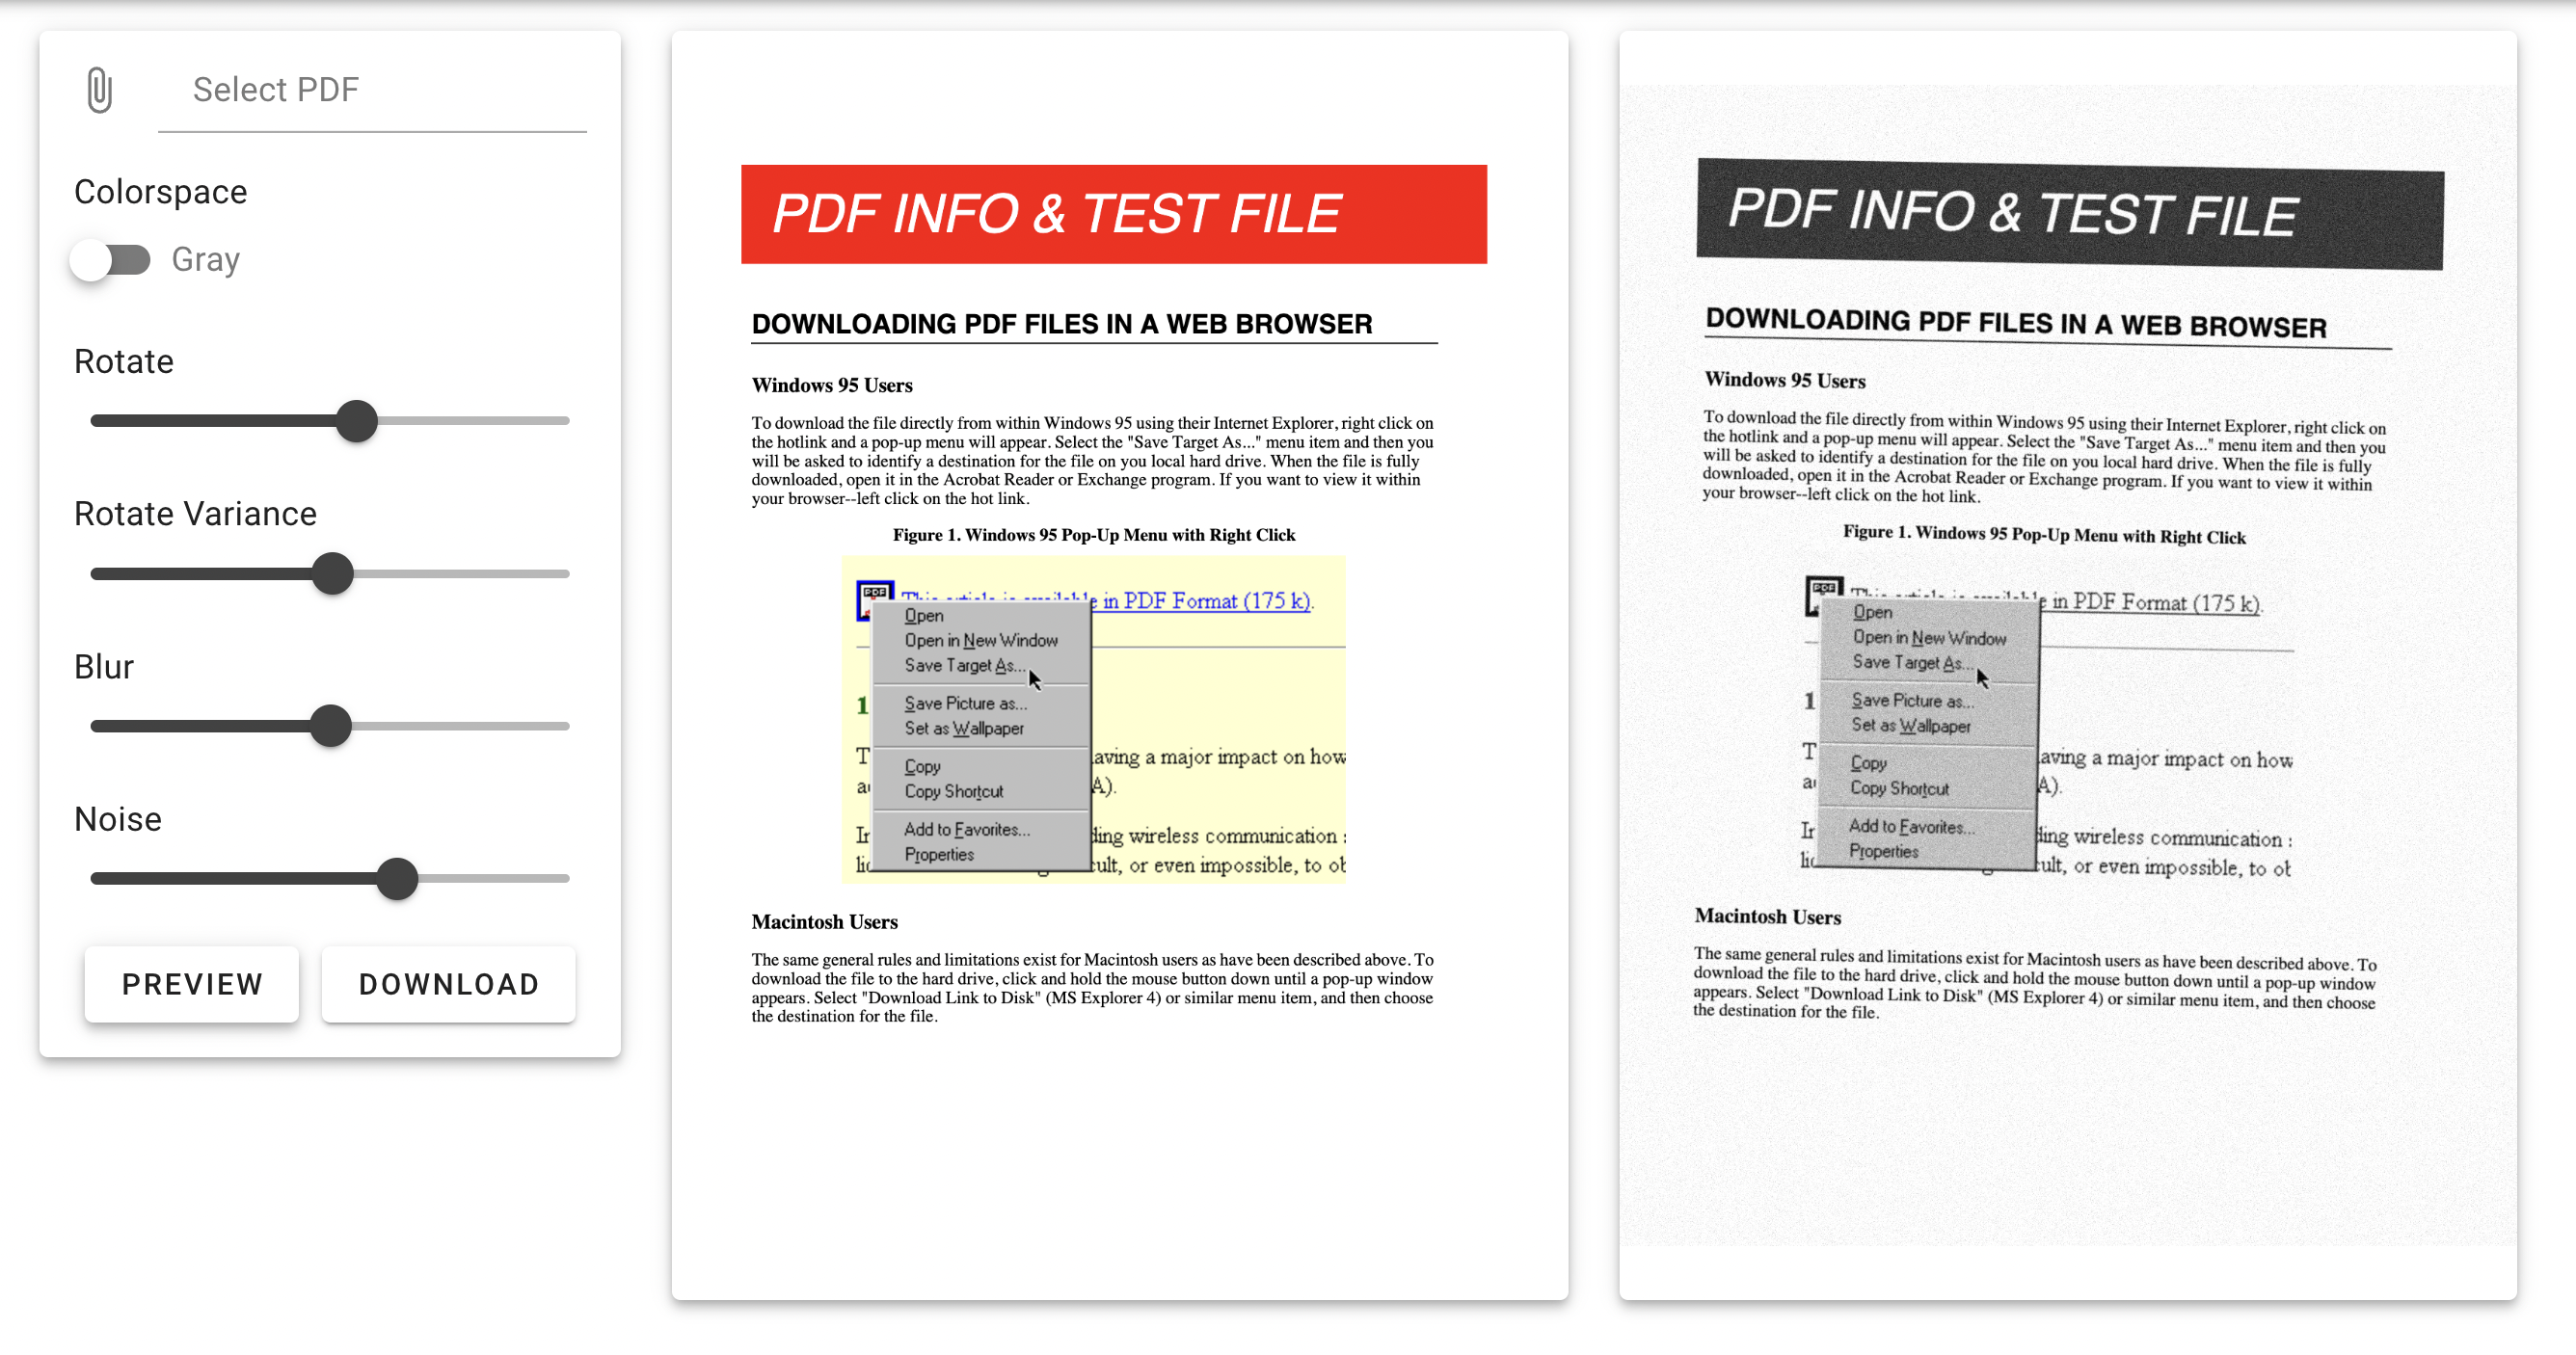 Select PDF
Colorspace
Gray
Rotate
Rotate Variance
Blur
Noise
PREVIEW
DOWNLOAD
PDF INFO & TEST FILE
DOWNLOADING PDF FILES IN A WEB BROWSER
Windows 95 Users
To download the file directly from within Windows 95 using their Internet Explorer, right click on
the hotlink and a pop-up menu will appear. Select the "Save Target As..." menu item and then you
will be asked to identify a destination for the file on you local hard drive. When the file is fully
downloaded, open it in the Acrobat Reader or Exchange program. If you want to view it within
your browser--left click on the hot link.
Figure 1. Windows 95 Pop-Up Menu with Right Click
PDF
This article is available in PDF Format (175 k).
Open
Open in New Window
Save Target As...
1
Save Picture as...
Set as Wallpaper
aving a major impact on how
Copy
A).
Copy Shortcut
Add to Favorites...
ding wireless communication
Properties
cult, or even impossible, to ob
Macintosh Users
The same general rules and limitations exist for Macintosh users as have been described above. To
download the file to the hard drive, click and hold the mouse button down until a pop-up window
appears. Select "Download Link to Disk" (MS Explorer 4) or similar menu item, and then choose
the destination for the file.
PDF INFO & TEST FILE
DOWNLOADING PDF FILES IN A WEB BROWSER
Windows 95 Users
To download the file directly from within Windows 95 using their Internet Explorer, right click on
the hotlink and a pop-up menu will appear. Select the "Save Target As..." menu item and then you
will be asked to identify a destination for the file on you local hard drive. When the file is fully
downloaded, open it in the Acrobat Reader or Exchange program. If you want to view it within
your browser--left click on the hot link.
Figure 1. Windows 95 Pop-Up Menu with Right Click
PDF
This article is available in PDF Format (175 k).
Open
Open in New Window
Save Target As...
1
Save Picture as...
Set as Wallpaper
aving a major impact on how
Copy
A).
Copy Shortcut
Add to Favorites...
ding wireless communication
Properties
cult, or even impossible, to ob
Macintosh Users
The same general rules and limitations exist for Macintosh users as have been described above. To
download the file to the hard drive, click and hold the mouse button down until a pop-up window
appears. Select "Download Link to Disk" (MS Explorer 4) or similar menu item, and then choose
the destination for the file.